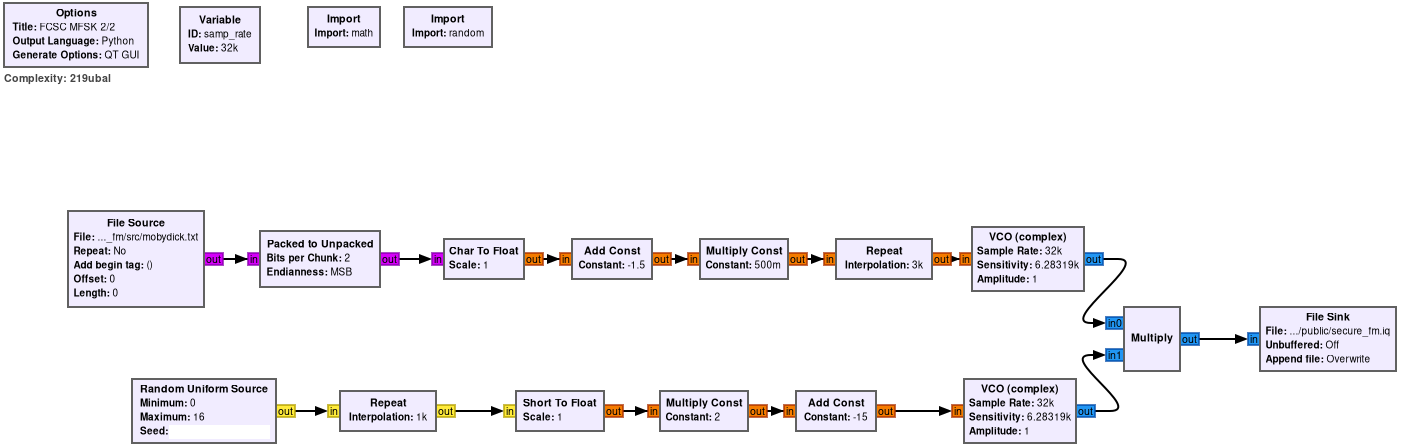 Options
Title: FCSC MFSK 2/2
Output Language: Python
Generate Options: QT GUI
Variable
ID: samp_rate
Value: 32k
Import
Import: math
Import
Import: random
Complexity: 219ubal
File Source
File: ..._fm/src/mobydick.txt
Repeat: No
Add begin tag: ()
Offset: 0
Length: 0
out
in
Packed to Unpacked
Bits per Chunk: 2
Endianness: MSB
out
in
Char To Float
Scale: 1
out
in
Add Const
Constant: -1.5
out
in
Multiply Const
Constant: 500m
out
in
Repeat
Interpolation: 3k
out
in
VCO (complex)
Sample Rate: 32k
Sensitivity: 6.28319k
Amplitude: 1
out
in0
in1
Multiply
out
in
File Sink
File: .../public/secure_fm.iq
Unbuffered: Off
Append file: Overwrite
Random Uniform Source
Minimum: 0
Maximum: 16
Seed:
out
in
Repeat
Interpolation: 1k
out
in
Short To Float
Scale: 1
out
in
Multiply Const
Constant: 2
out
in
Add Const
Constant: -15
out
in
VCO (complex)
Sample Rate: 32k
Sensitivity: 6.28319k
Amplitude: 1
out